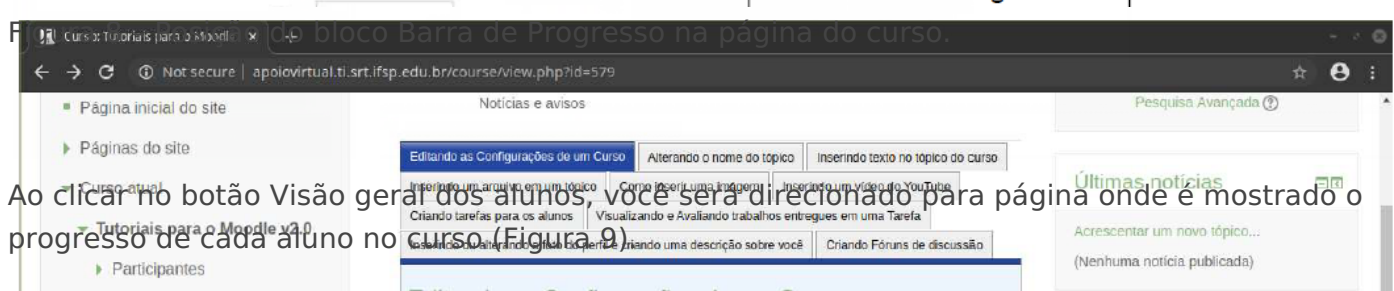 bloco Barra de Progresso na página do curso.
Curso: Tutoriais para o Moodle
Not secure | apoiovirtual.ti.srt.ifsp.edu.br/course/view.php?id=579
Página inicial do site
Notícias e avisos
Pesquisa Avançada
Páginas do site
Editando as Configurações de um Curso
Alterando o nome do tópico
Inserindo texto no tópico do curso
Curso atual
Inserindo um arquivo em um tópico
Como inserir uma imagem
Inserindo um vídeo do YouTube
Últimas notícias
Ao clicar no botão Visão geral dos alunos, você será direcionado para página onde é mostrado o
Criando tarefas para os alunos
Visualizando e Avaliando trabalhos entregues em uma Tarefa
Tutoriais para o Moodle v2.0
Acrescentar um novo tópico...
progresso de cada aluno no curso (Figura 9)
Inserindo ou alterando a foto do perfil e criando uma descrição sobre você
Criando Fóruns de discussão
Participantes
(Nenhuma notícia publicada)